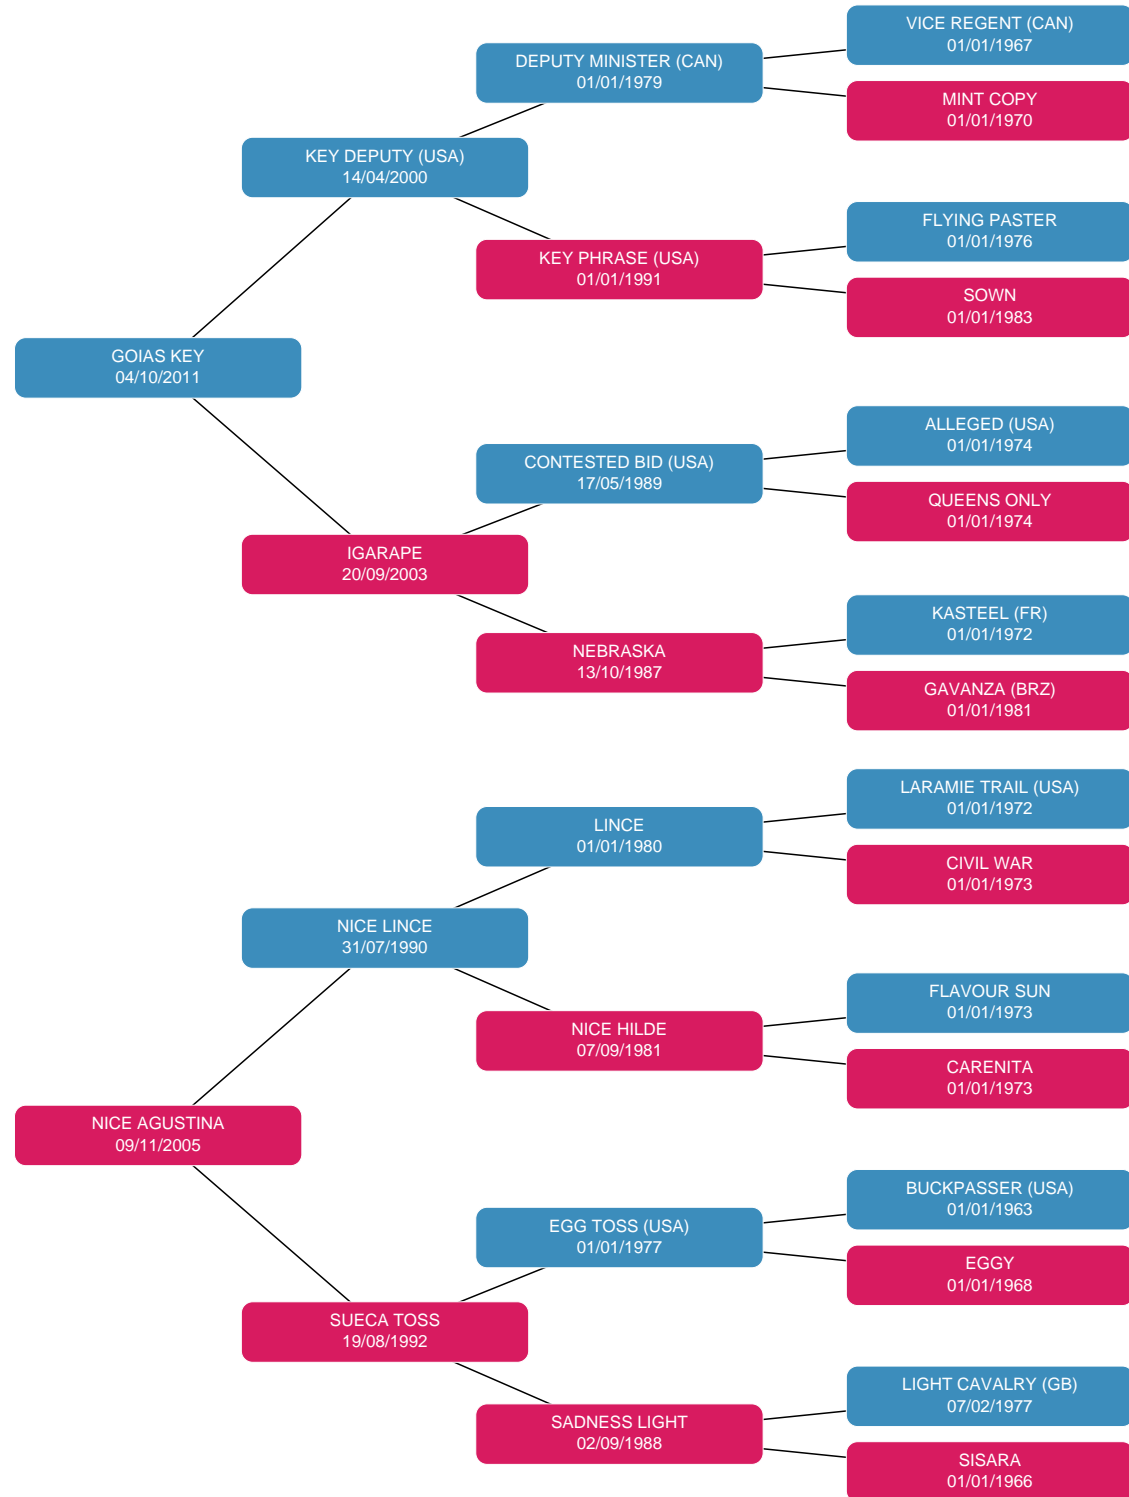 VICE REGENT (CAN)
01/01/1967
DEPUTY MINISTER (CAN)
01/01/1979
MINT COPY
01/01/1970
KEY DEPUTY (USA)
14/04/2000
FLYING PASTER
01/01/1976
KEY PHRASE (USA)
01/01/1991
SOWN
01/01/1983
GOIAS KEY
04/10/2011
ALLEGED (USA)
01/01/1974
CONTESTED BID (USA)
17/05/1989
QUEENS ONLY
01/01/1974
IGARAPE
20/09/2003
KASTEEL (FR)
01/01/1972
NEBRASKA
13/10/1987
GAVANZA (BRZ)
01/01/1981
LARAMIE TRAIL (USA)
01/01/1972
LINCE
01/01/1980
CIVIL WAR
01/01/1973
NICE LINCE
31/07/1990
FLAVOUR SUN
01/01/1973
NICE HILDE
07/09/1981
CARENITA
01/01/1973
NICE AGUSTINA
09/11/2005
BUCKPASSER (USA)
01/01/1963
EGG TOSS (USA)
01/01/1977
EGGY
01/01/1968
SUECA TOSS
19/08/1992
LIGHT CAVALRY (GB)
07/02/1977
SADNESS LIGHT
02/09/1988
SISARA
01/01/1966